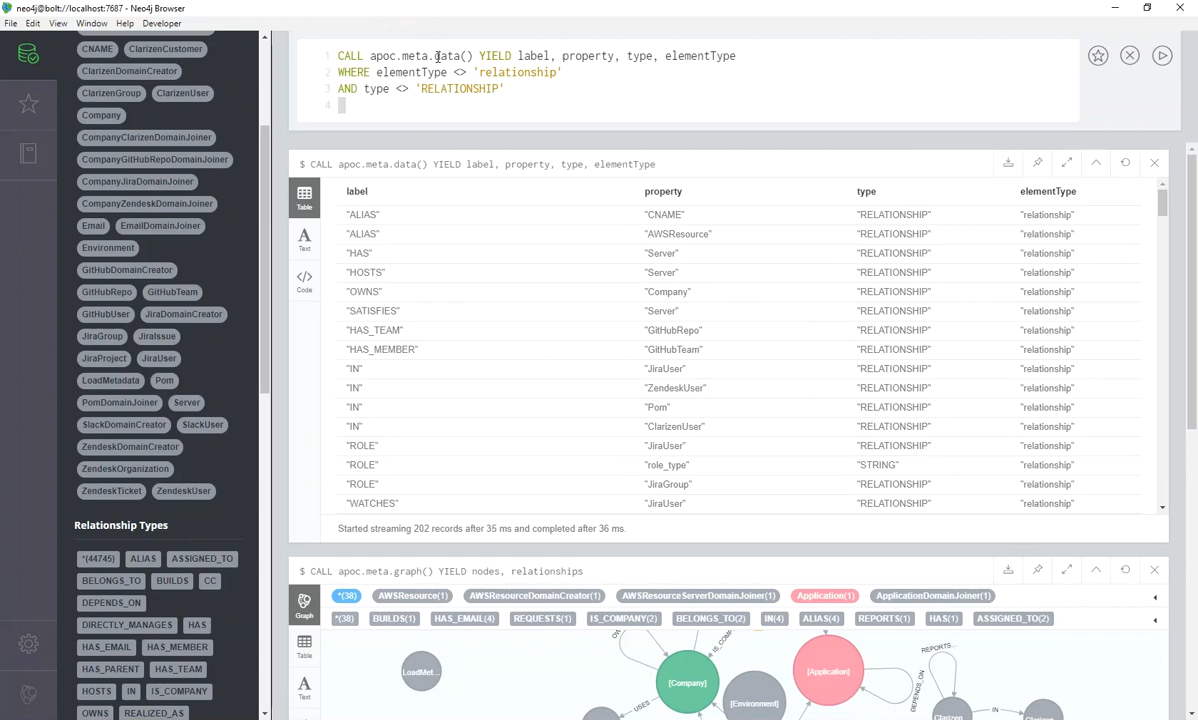 neo4j@bolt://localhost:7687 - Neo4j Browser
File Edit View Window Help Developer
CNAME ClarizenCustomer
ClarizenDomainCreator
ClarizenGroup ClarizenUser
Company
CompanyClarizenDomainJoiner
CompanyGitHubRepoDomainJoiner
CompanyJiraDomainJoiner
CompanyZendeskDomainJoiner
Email EmailDomainJoiner
Environment
GitHubDomainCreator
GitHubRepo GitHubTeam
GitHubUser JiraDomainCreator
JiraGroup JiraIssue
JiraProject JiraUser
LoadMetadata Pom
PomDomainJoiner Server
SlackDomainCreator SlackUser
ZendeskDomainCreator
ZendeskOrganization
ZendeskTicket ZendeskUser
Relationship Types
*(44745) ALIAS ASSIGNED_TO
BELONGS_TO BUILDS CC
DEPENDS_ON
DIRECTLY_MANAGES HAS
HAS_EMAIL HAS_MEMBER
HAS_PARENT HAS_TEAM
HOSTS IN IS_COMPANY
OWNS REALIZED_AS
1 CALL apoc.meta.data() YIELD label, property, type, elementType
2 WHERE elementType <> 'relationship'
3 AND type <> 'RELATIONSHIP'
4
$ CALL apoc.meta.data() YIELD label, property, type, elementType
Table
Text
Code
label property type elementType
"ALIAS" "CNAME" "RELATIONSHIP" "relationship"
"ALIAS" "AWSResource" "RELATIONSHIP" "relationship"
"HAS" "Server" "RELATIONSHIP" "relationship"
"HOSTS" "Server" "RELATIONSHIP" "relationship"
"OWNS" "Company" "RELATIONSHIP" "relationship"
"SATISFIES" "Server" "RELATIONSHIP" "relationship"
"HAS_TEAM" "GitHubRepo" "RELATIONSHIP" "relationship"
"HAS_MEMBER" "GitHubTeam" "RELATIONSHIP" "relationship"
"IN" "JiraUser" "RELATIONSHIP" "relationship"
"IN" "ZendeskUser" "RELATIONSHIP" "relationship"
"IN" "Pom" "RELATIONSHIP" "relationship"
"IN" "ClarizenUser" "RELATIONSHIP" "relationship"
"ROLE" "JiraUser" "RELATIONSHIP" "relationship"
"ROLE" "role_type" "STRING" "relationship"
"ROLE" "JiraGroup" "RELATIONSHIP" "relationship"
"WATCHES" "JiraUser" "RELATIONSHIP" "relationship"
Started streaming 202 records after 35 ms and completed after 36 ms.
$ CALL apoc.meta.graph() YIELD nodes, relationships
Graph
Table
Text
*(38) AWSResource(1) AWSResourceDomainCreator(1) AWSResourceServerDomainJoiner(1) Application(1) ApplicationDomainJoiner(1)
*(38) BUILDS(1) HAS_EMAIL(4) REQUESTS(1) IS_COMPANY(2) BELONGS_TO(2) IN(4) ALIAS(4) REPORTS(1) HAS(1) ASSIGNED_TO(2)
LoadMet...
[Company]
[Environment]
[Application]
USES
REPORTS...
DEPENDS_ON
Clarizen
IN
Clarizen